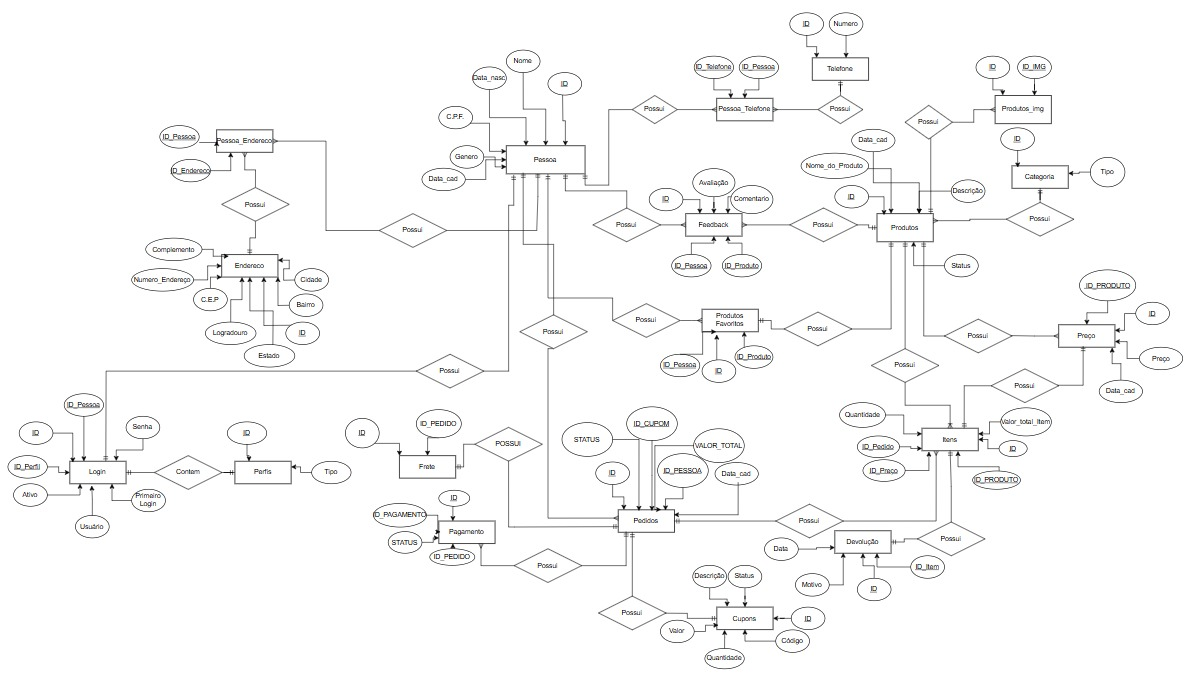 ID
Numero
Telefone
Nome
Data_nasc
ID
ID_Telefone
ID_Pessoa
Possui
Pessoa_Telefone
Possui
ID
ID_IMG
Produtos_img
Possui
C.P.F.
Genero
Data_cad
Pessoa
ID_Pessoa
Pessoa_Endereco
ID_Endereco
Possui
Possui
Data_cad
Nome_do_Produto
ID
Descrição
Produtos
Status
ID
Categoria
Tipo
Possui
Avaliação
ID
Comentario
Possui
Feedback
Possui
ID_Pessoa
ID_Produto
Complemento
Endereco
Numero_Endereço
Cidade
C.E.P
Bairro
Logradouro
ID
Estado
Possui
Possui
Produtos
Favoritos
Possui
ID_Pessoa
ID
ID_Produto
Possui
ID_PRODUTO
ID
Preço
Preço
Data_cad
Possui
Possui
Possui
ID_Pessoa
ID
Senha
ID_Perfil
Login
Ativo
Usuário
Primeiro
Login
Contem
ID
Perfis
Tipo
ID
ID_PEDIDO
Frete
POSSUI
STATUS
ID_CUPOM
VALOR_TOTAL
ID
ID_PESSOA
Data_cad
Pedidos
Quantidade
Valor_total_Item
Itens
ID_Pedido
ID
ID_Preço
ID_PRODUTO
ID
ID_PAGAMENTO
Pagamento
STATUS
ID_PEDIDO
Possui
Possui
Devolução
Possui
Data
Motivo
ID
ID_Item
Descrição
Status
Possui
Cupons
ID
Valor
Código
Quantidade